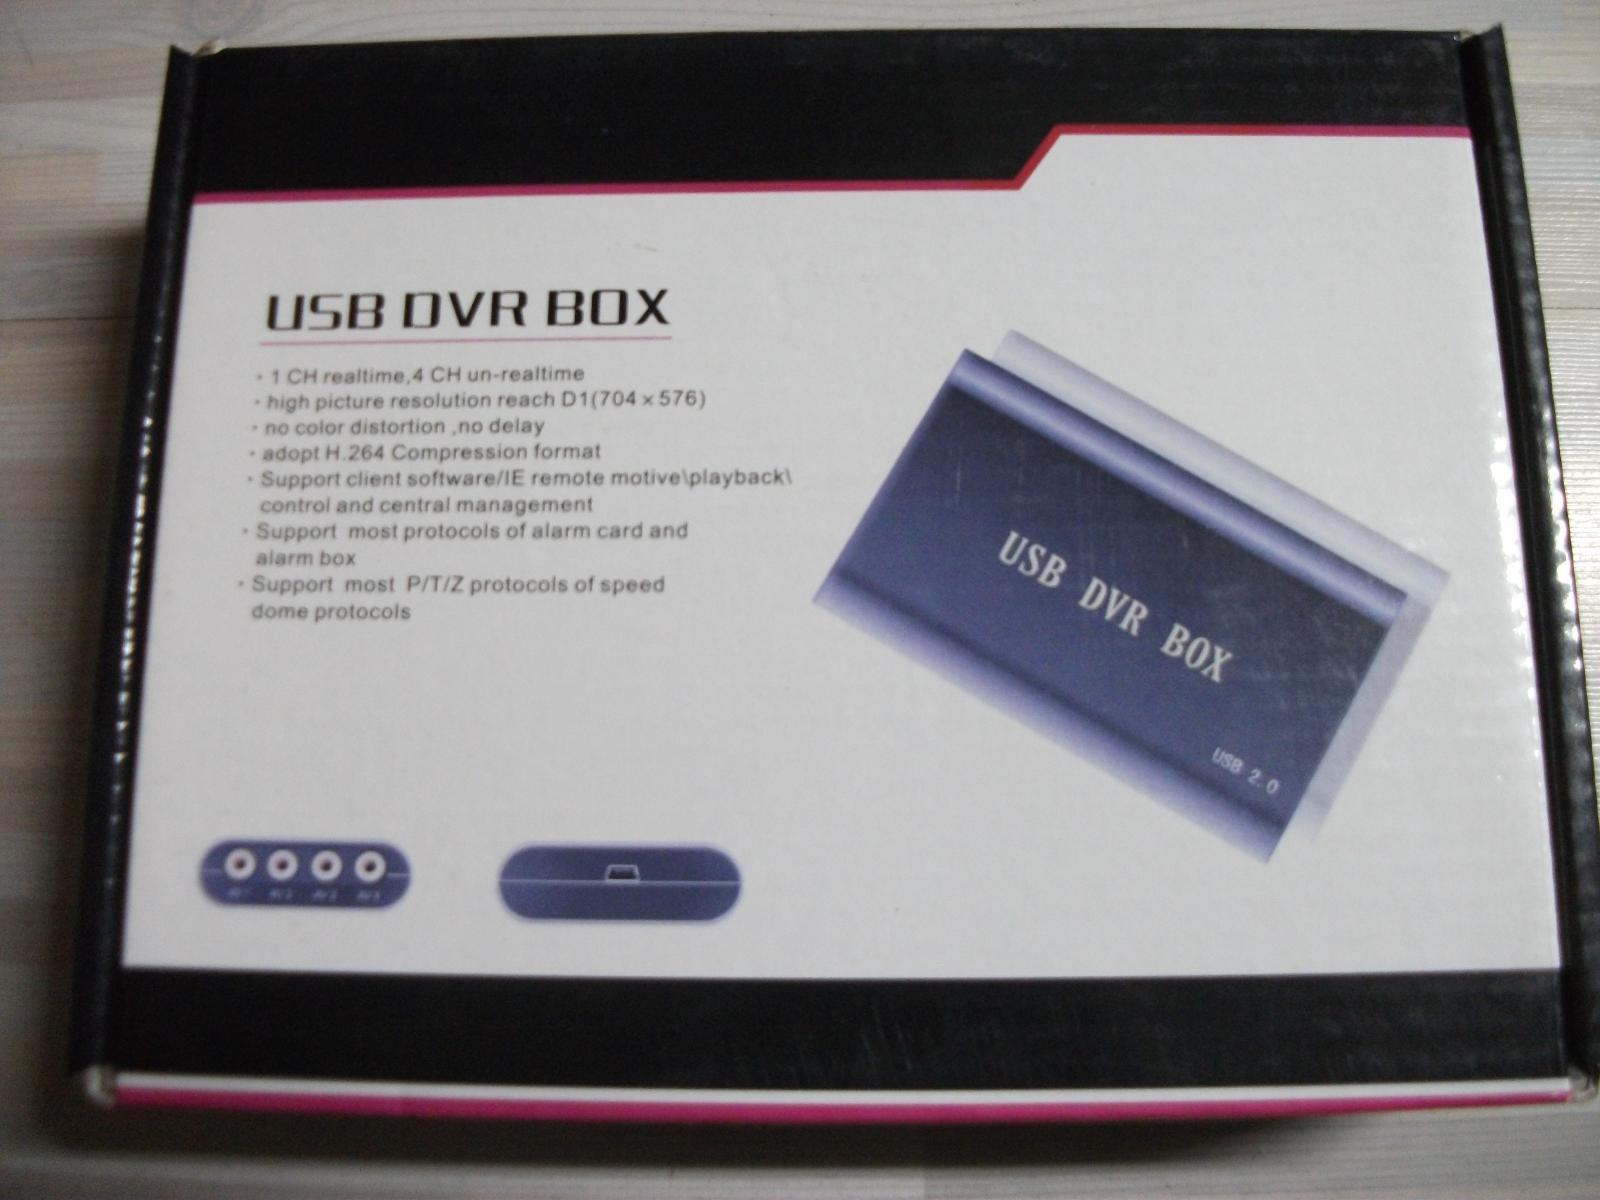 USB DVR BOX
· 1 CH realtime,4 CH un-realtime
· high picture resolution reach D1(704×576)
· no color distortion ,no delay
· adopt H.264 Compression format
· Support client software/IE remote motive\playback\
control and central management
· Support most protocols of alarm card and
alarm box
· Support most P/T/Z protocols of speed
dome protocols
USB DVR BOX
USB 2.0